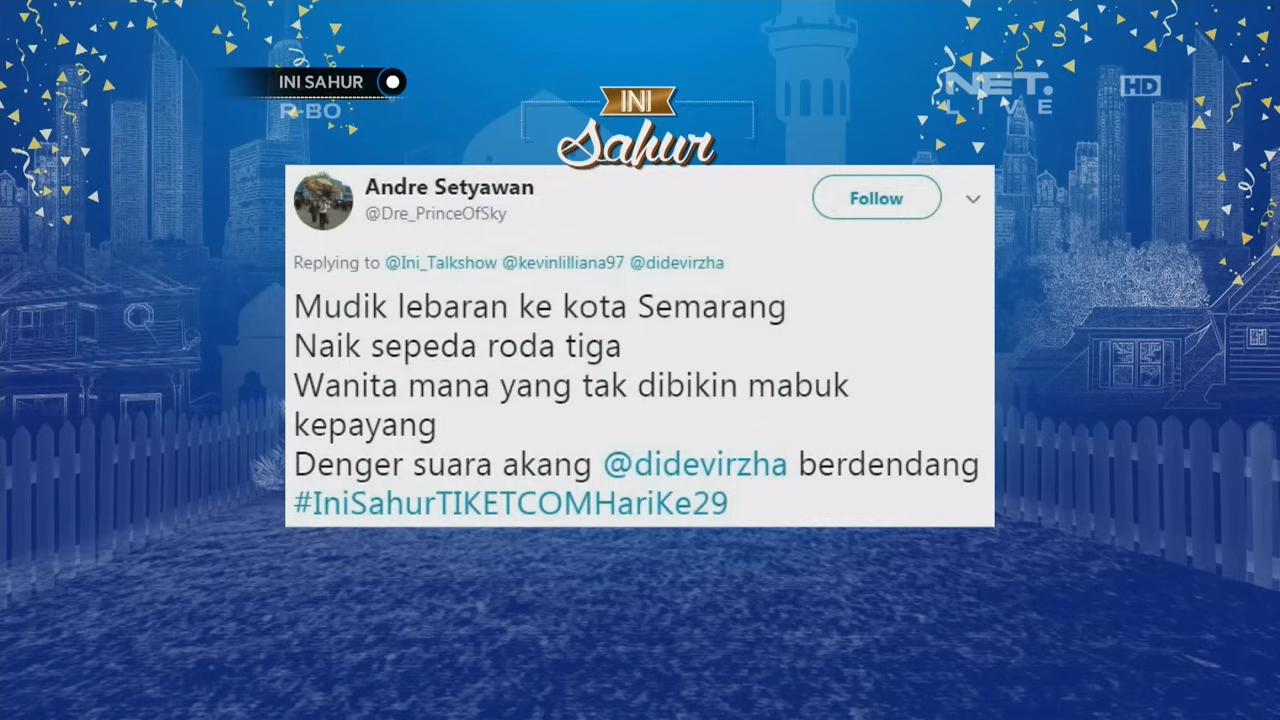 INI SAHUR
R-BO
NET.
LIVE
HD
INI
Sahur
Andre Setyawan
@Dre_PrinceOfSky
Follow
Replying to @Ini_Talkshow @kevinlilliana97 @didevirzha
Mudik lebaran ke kota Semarang
Naik sepeda roda tiga
Wanita mana yang tak dibikin mabuk
kepayang
Denger suara akang @didevirzha berdendang
#IniSahurTIKETCOMHariKe29